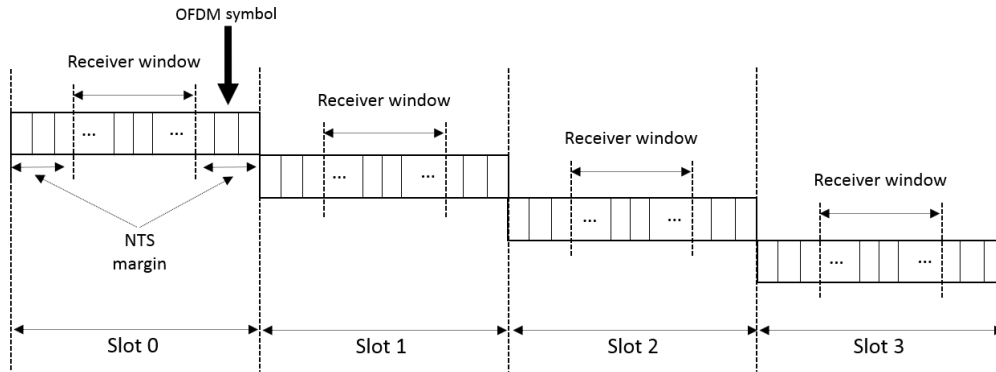 OFDM symbol
Receiver window
...
...
NTS
margin
Receiver window
...
...
Receiver window
...
...
Receiver window
...
...
Slot 0
Slot 1
Slot 2
Slot 3